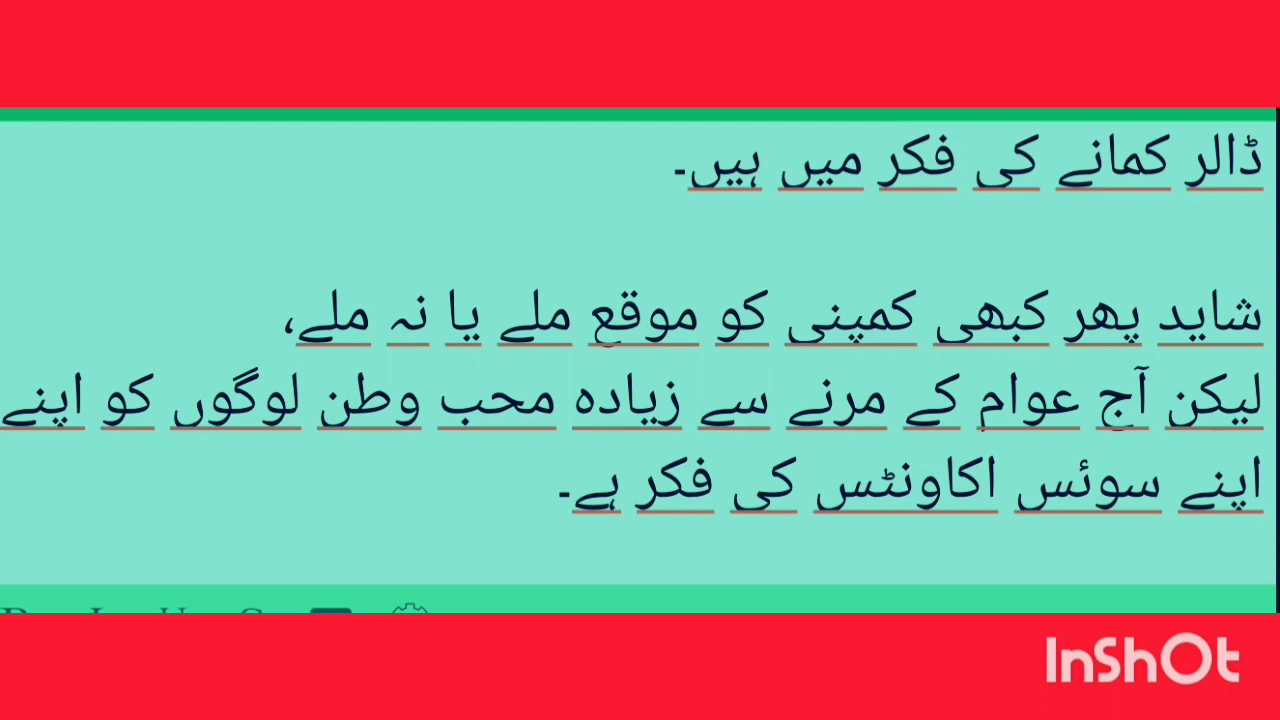 ڈالر کمانے کی فکر میں ہیں۔
شاید پھر کبھی کمپنی کو موقع ملے یا نہ ملے،
لیکن آج عوام کے مرنے سے زیادہ محب وطن لوگوں کو اپنے
اپنے سوئس اکاونٹس کی فکر ہے۔
InShOt